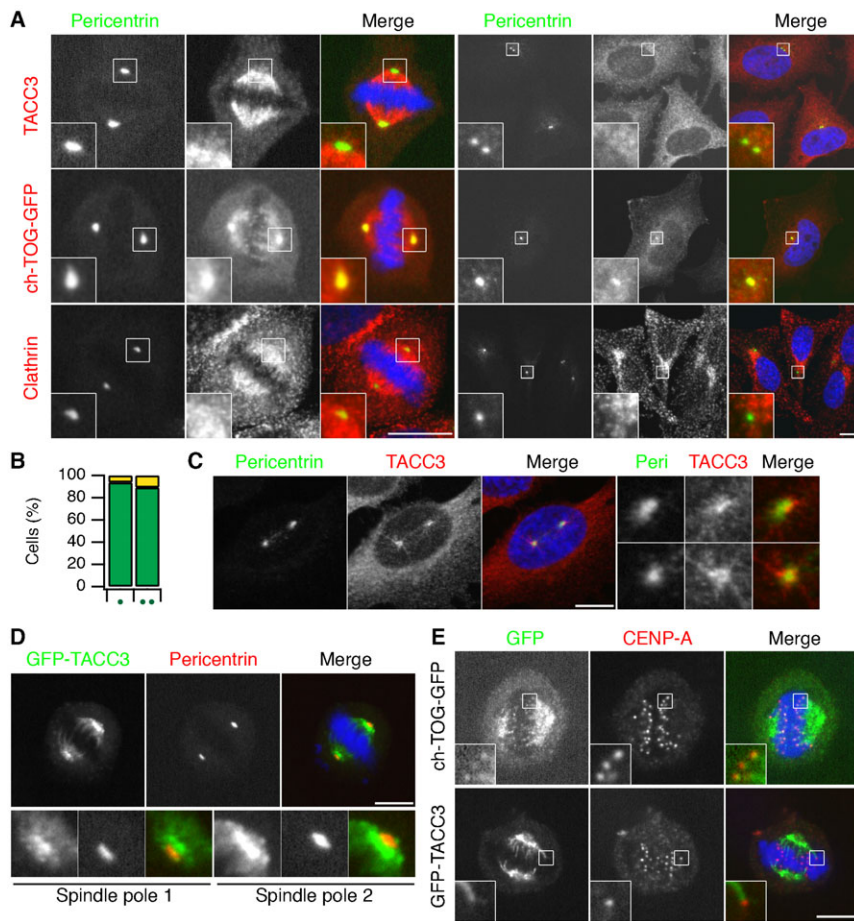 A
Pericentrin Merge Pericentrin Merge
TACC3
ch-TOG-GFP
Clathrin
B
Cells (%)
100
80
60
40
20
0
C
Pericentrin TACC3 Merge Peri TACC3 Merge
D
GFP-TACC3 Pericentrin Merge
Spindle pole 1 Spindle pole 2
E
GFP CENP-A Merge
ch-TOG-GFP
GFP-TACC3